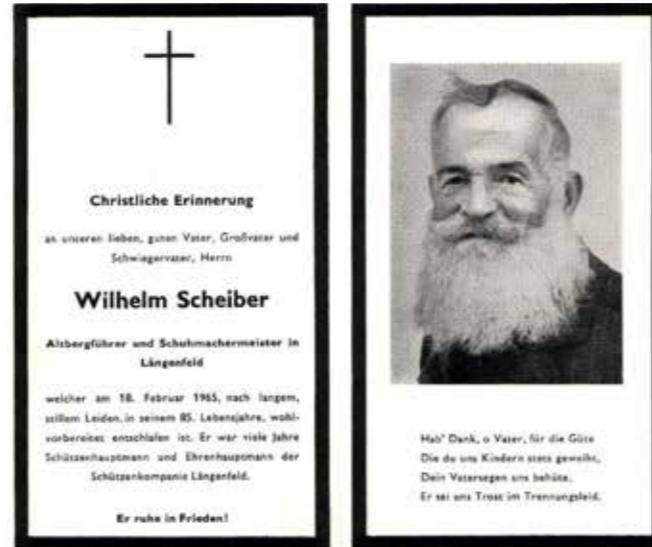 Christliche Erinnerung
an unseren lieben, guten Vater, Großvater und
Schwiegervater, Herrn
Wilhelm Scheiber
Altbergführer und Schuhmachermeister in
Längenfeld
welcher am 18. Februar 1965, nach langem,
stillem Leiden, in seinem 85. Lebensjahre, wohl-
vorbereitet entschlafen ist. Er war viele Jahre
Schützenhauptmann und Ehrenhauptmann der
Schützenkompanie Längenfeld.
Er ruhe in Frieden!
Hab' Dank, o Vater, für die Güte
Die du uns Kindern stets geweiht,
Dein Vatersegen uns behüte,
Er sei uns Trost im Trennungsleid.